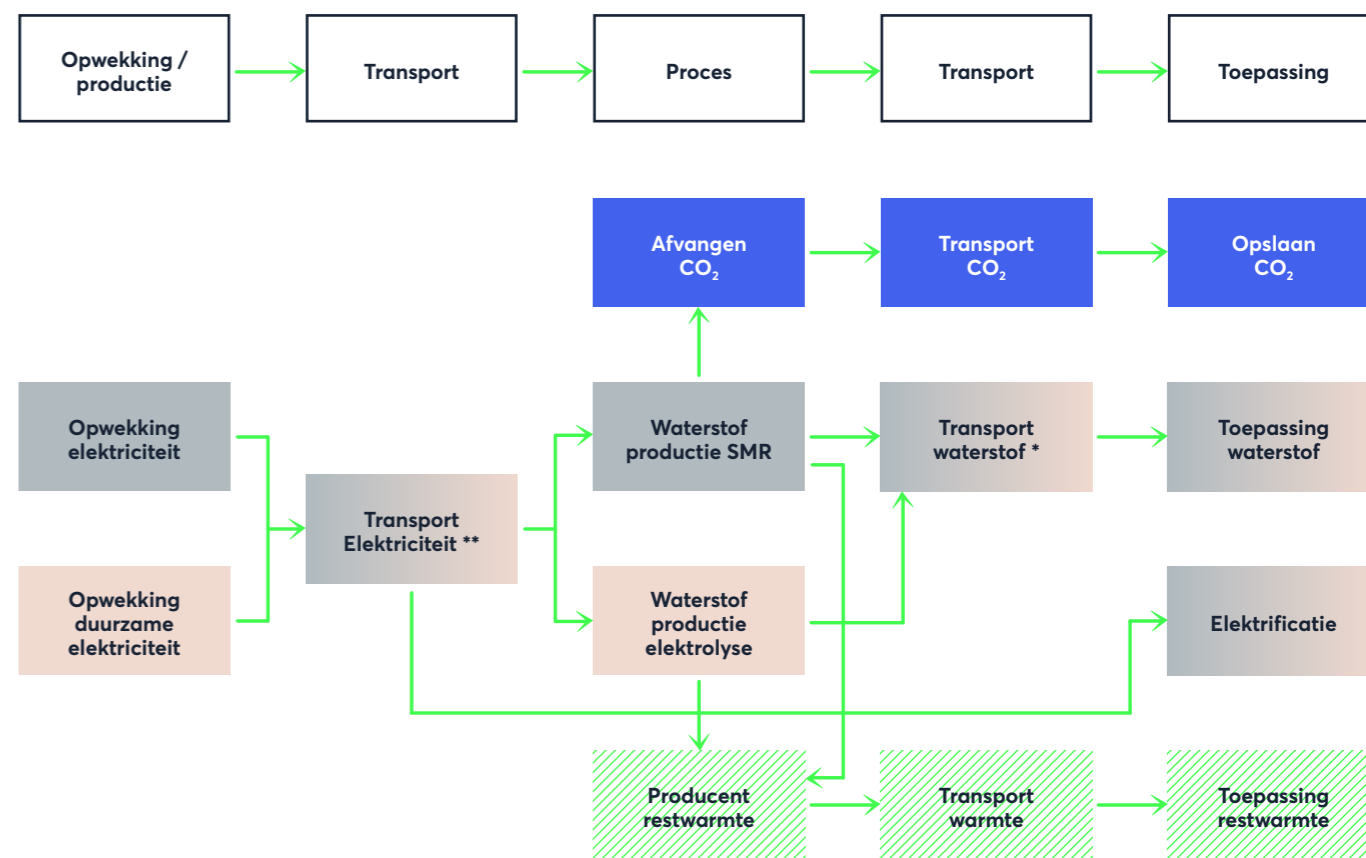 Opwekking /
productie
Transport
Proces
Transport
Toepassing
Afvangen
CO₂
Transport
CO₂
Opslaan
CO₂
Opwekking
elektriciteit
Waterstof
productie SMR
Transport
waterstof *
Toepassing
waterstof
Transport
Elektriciteit **
Opwekking
duurzame
elektriciteit
Waterstof
productie
elektrolyse
Elektrificatie
Producent
restwarmte
Transport
warmte
Toepassing
restwarmte